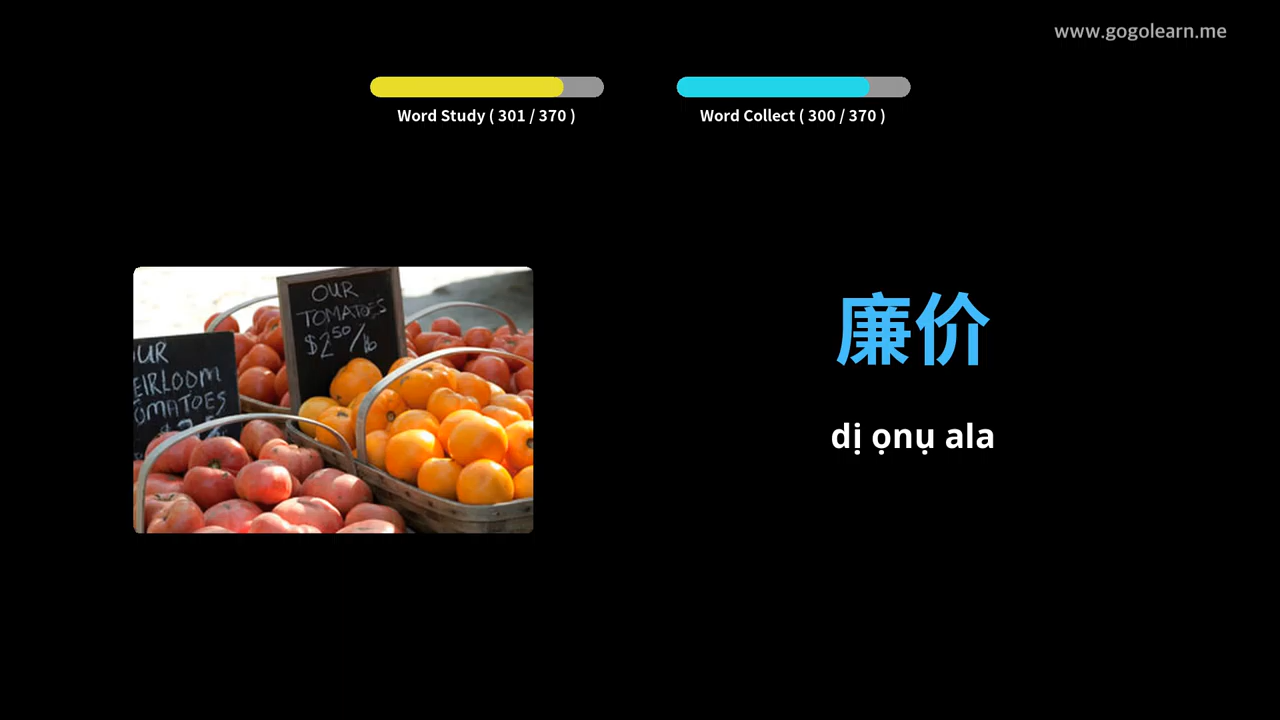 www.gogolearn.me
Word Study ( 301 / 370 )
Word Collect ( 300 / 370 )
OUR
TOMATOES
$2.50/lb
UR
EIRLOOM
OMATOES
廉价
dị ọnụ ala